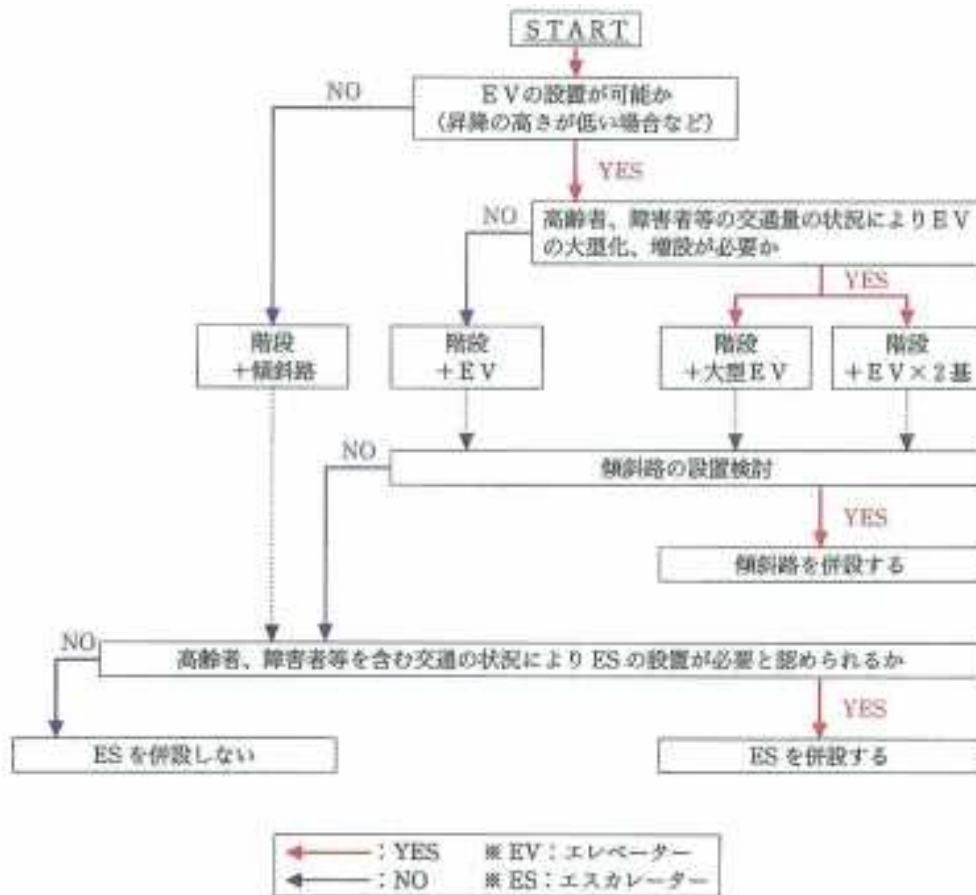 START
NO
EVの設置が可能か
（昇降の高さが低い場合など）
YES
NO
高齢者、障害者等の交通量の状況によりEV
の大型化、増設が必要か
YES
階段
＋傾斜路
階段
＋EV
階段
＋大型EV
階段
＋EV×2基
NO
傾斜路の設置検討
YES
傾斜路を併設する
NO
高齢者、障害者等を含む交通の状況によりESの設置が必要と認められるか
YES
ESを併設しない
ESを併設する
：YES ※EV：エレベーター
：NO ※ES：エスカレーター